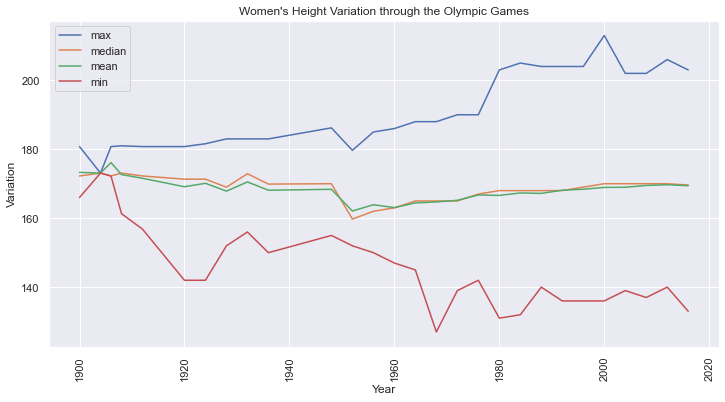 Women's Height Variation through the Olympic Games
max
median
mean
min
200
180
160
140
Variation
1900
1920
1940
1960
1980
2000
2020
Year